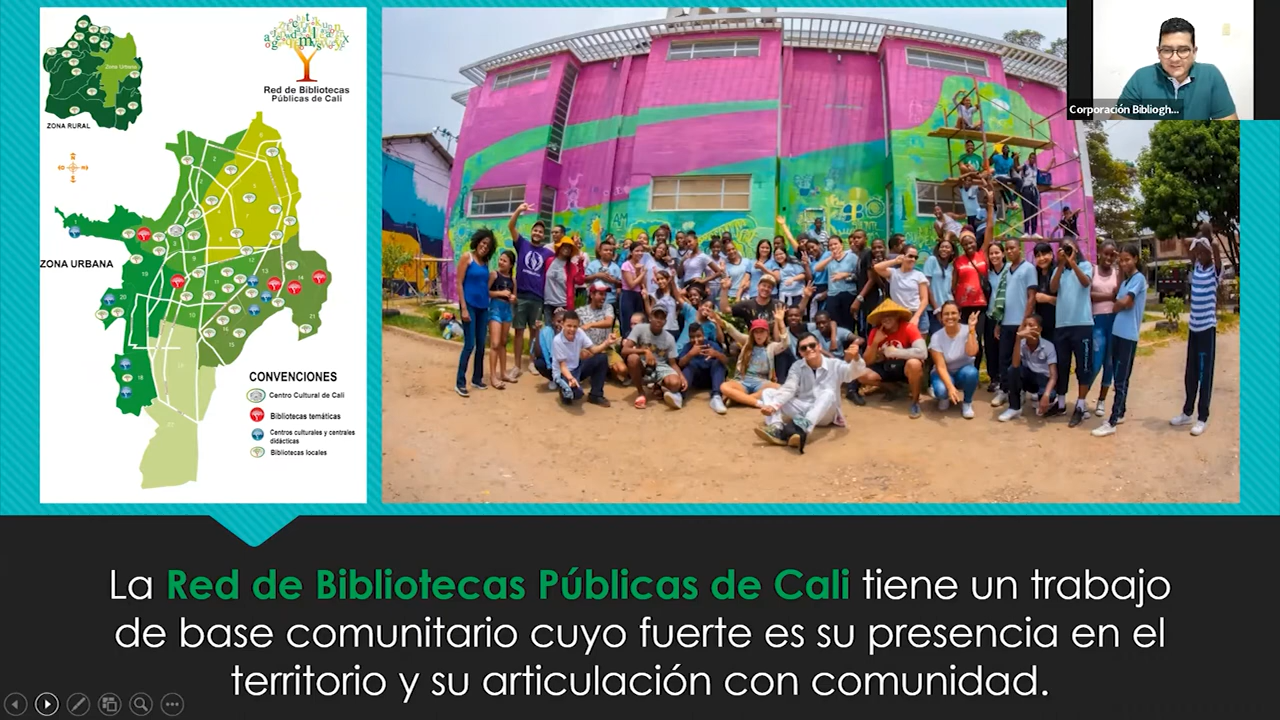 Red de Bibliotecas
Públicas de Cali
Zona Urbana
ZONA RURAL
ZONA URBANA
CONVENCIONES
Centro Cultural de Cali
Bibliotecas temáticas
Centros culturales y centrales
didácticas
Bibliotecas locales
Corporación Bibliogh...
La Red de Bibliotecas Públicas de Cali tiene un trabajo
de base comunitario cuyo fuerte es su presencia en el
territorio y su articulación con comunidad.